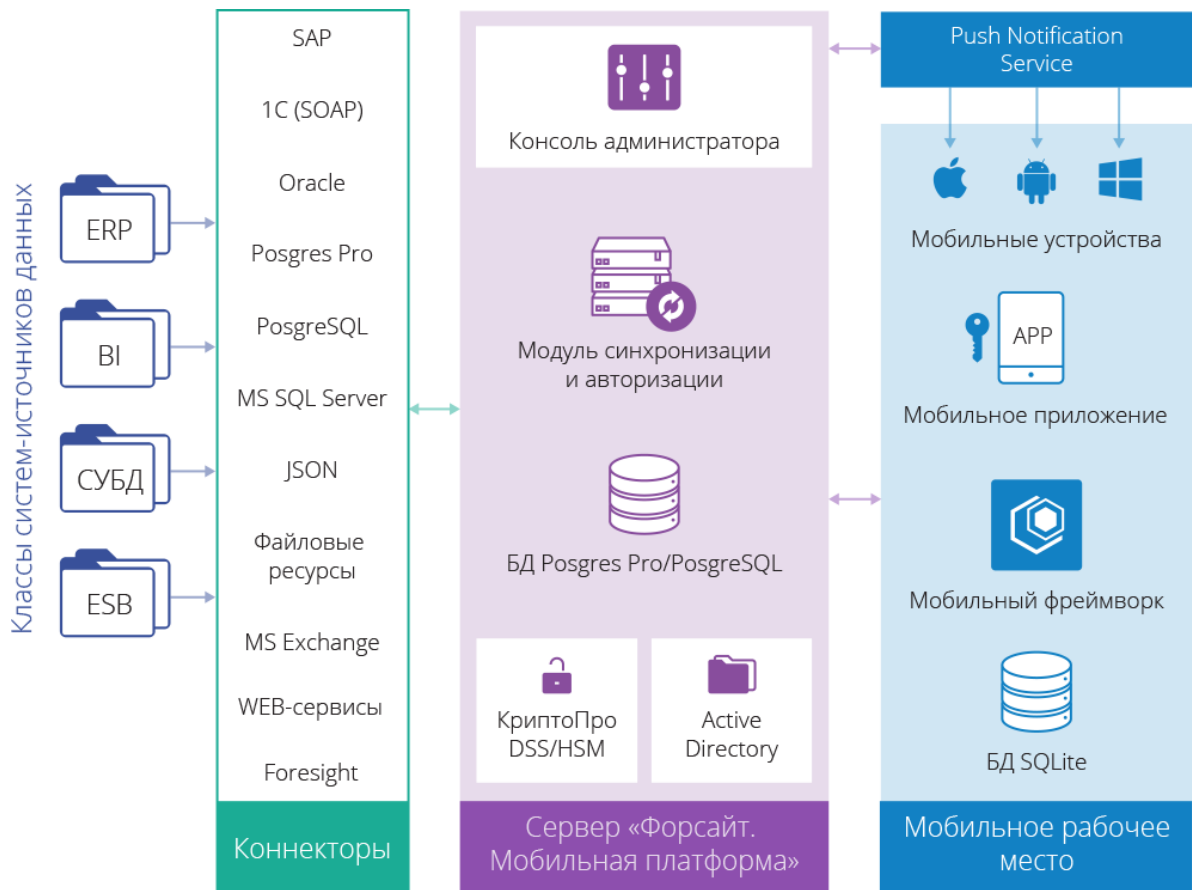 Классы систем-источников данных
ERP
BI
СУБД
ESB
SAP
1C (SOAP)
Oracle
Posgres Pro
PosgreSQL
MS SQL Server
JSON
Файловые
ресурсы
MS Exchange
WEB-сервисы
Foresight
Коннекторы
Консоль администратора
Модуль синхронизации
и авторизации
БД Posgres Pro/PosgreSQL
КриптоПро
DSS/HSM
Active
Directory
Сервер «Форсайт.
Мобильная платформа»
Push Notification
Service
Мобильные устройства
APP
Мобильное приложение
Мобильный фреймворк
БД SQLite
Мобильное рабочее
место